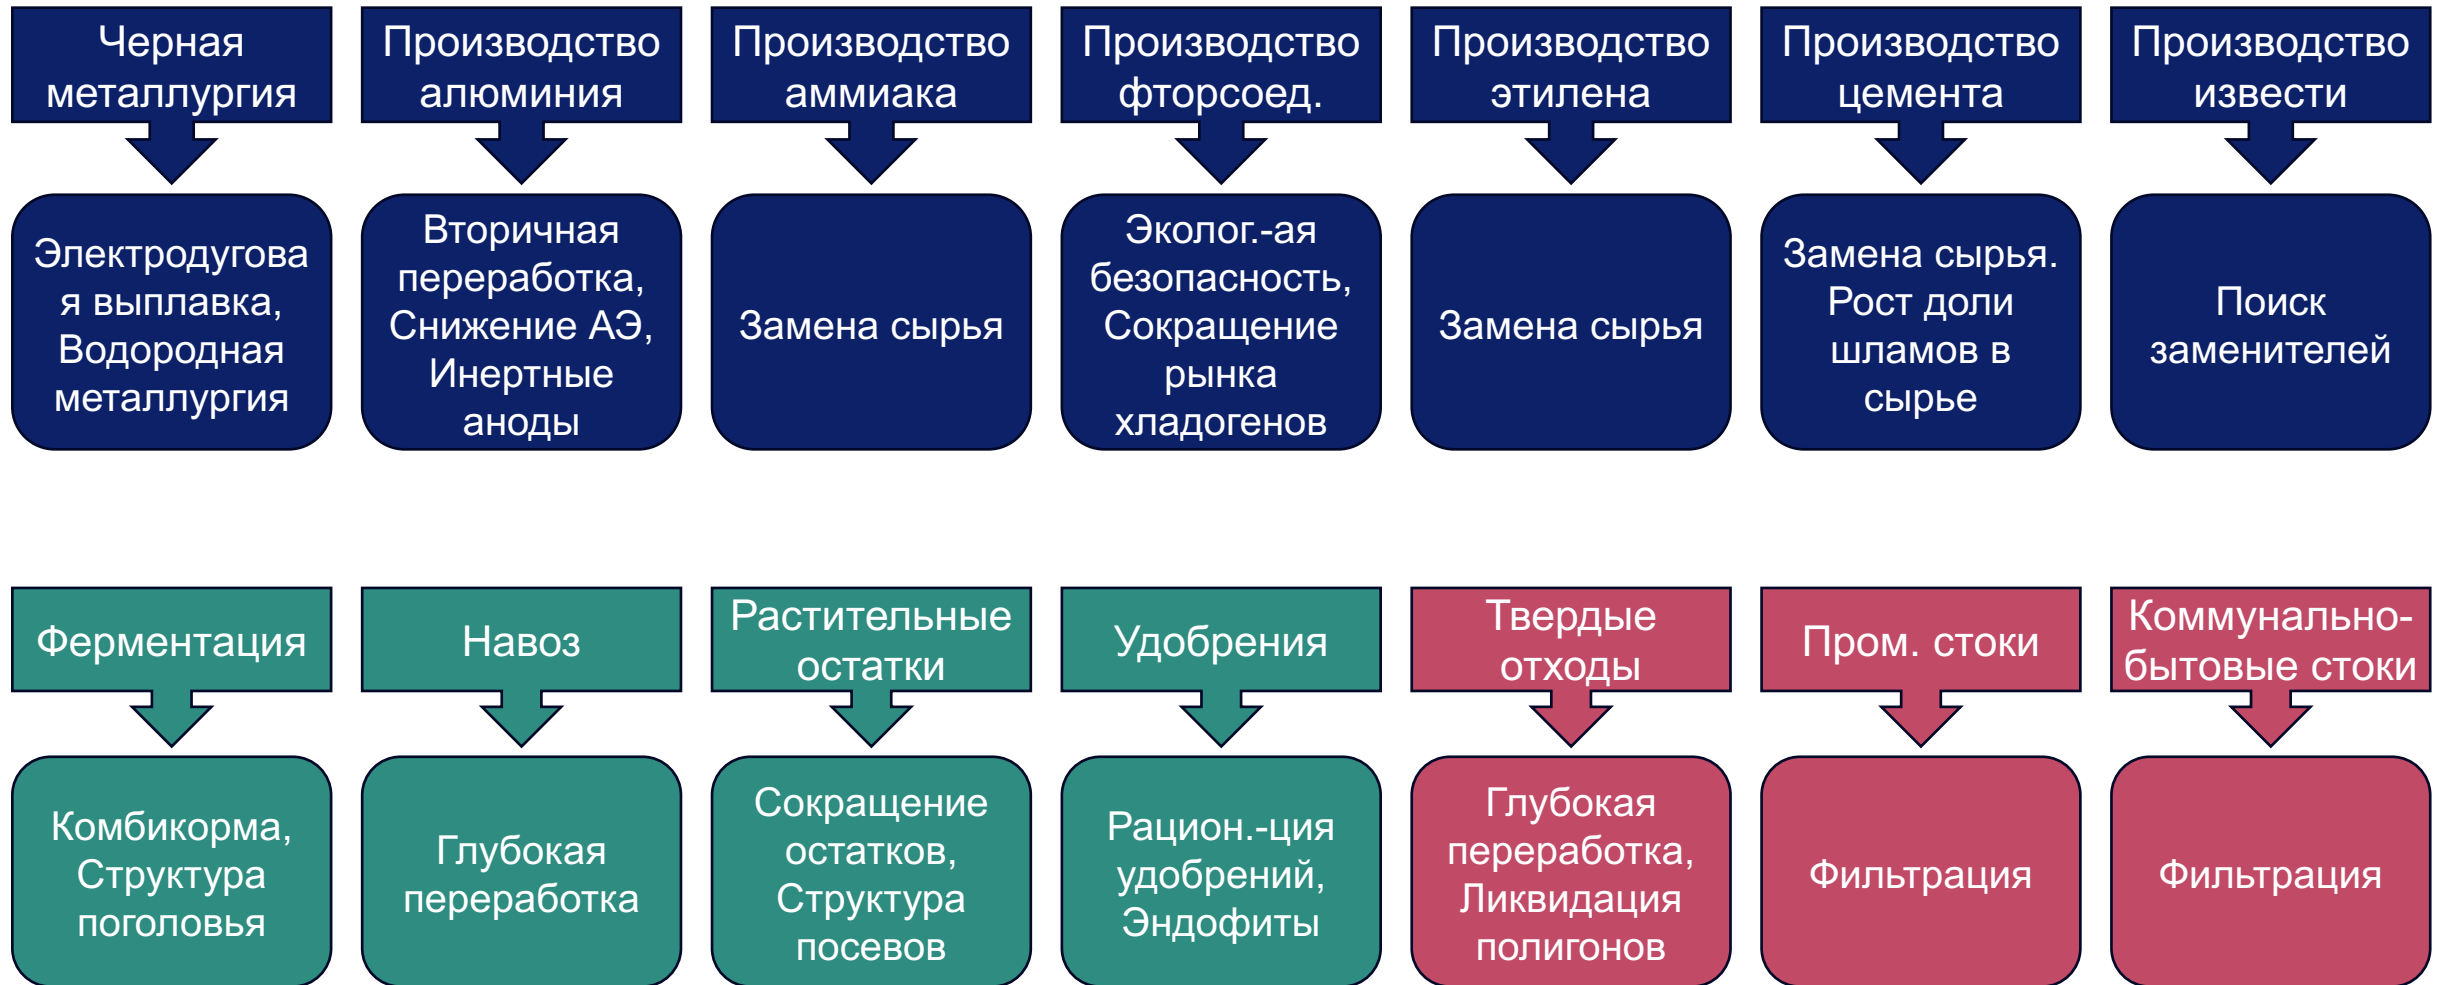 Черная
металлургия
Производство
алюминия
Производство
аммиака
Производство
фторсоед.
Производство
этилена
Производство
цемента
Производство
извести
Электродугова
я выплавка,
Водородная
металлургия
Вторичная
переработка,
Снижение АЭ,
Инертные
аноды
Замена сырья
Эколог.-ая
безопасность,
Сокращение
рынка
хладогенов
Замена сырья
Замена сырья.
Рост доли
шламов в
сырье
Поиск
заменителей
Ферментация
Навоз
Растительные
остатки
Удобрения
Твердые
отходы
Пром. стоки
Коммунально-
бытовые стоки
Комбикорма,
Структура
поголовья
Глубокая
переработка
Сокращение
остатков,
Структура
посевов
Рацион.-ция
удобрений,
Эндофиты
Глубокая
переработка,
Ликвидация
полигонов
Фильтрация
Фильтрация